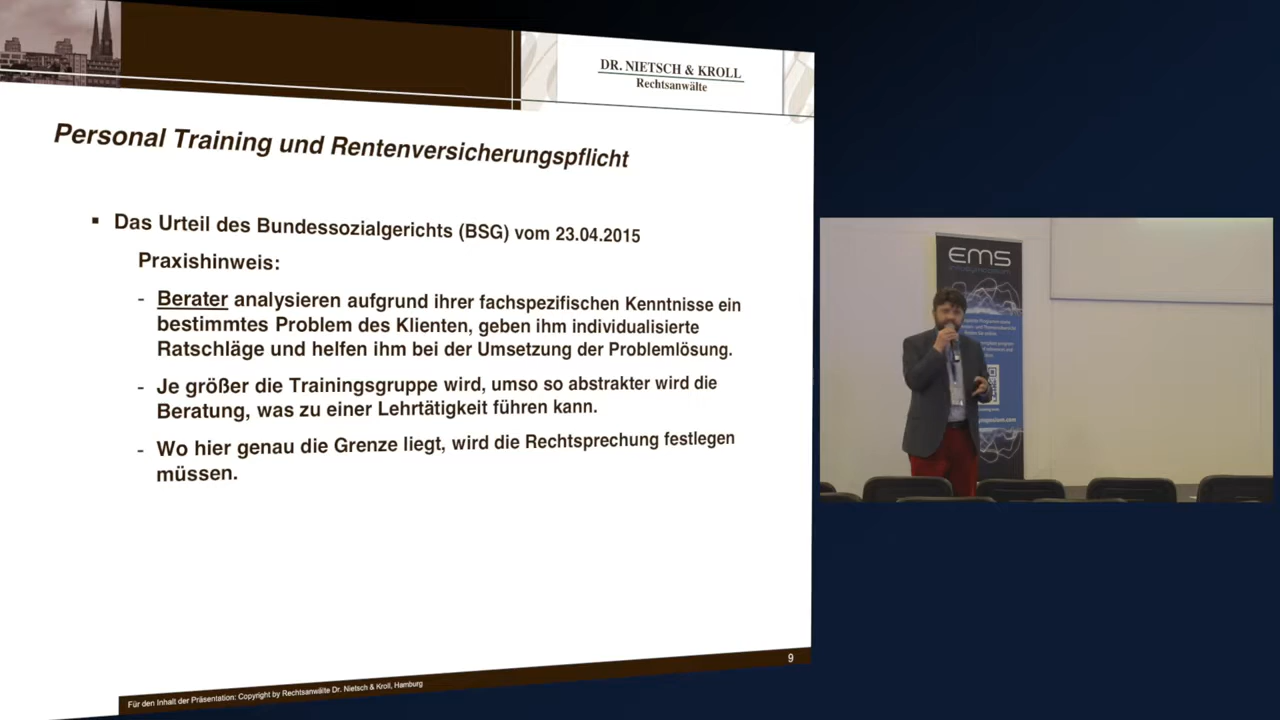 DR. NIETSCH & KROLL
Rechtsanwälte
Personal Training und Rentenversicherungspflicht
▪ Das Urteil des Bundessozialgerichts (BSG) vom 23.04.2015
Praxishinweis:
- Berater analysieren aufgrund ihrer fachspezifischen Kenntnisse ein
bestimmtes Problem des Klienten, geben ihm individualisierte
Ratschläge und helfen ihm bei der Umsetzung der Problemlösung.
- Je größer die Trainingsgruppe wird, umso so abstrakter wird die
Beratung, was zu einer Lehrtätigkeit führen kann.
- Wo hier genau die Grenze liegt, wird die Rechtsprechung festlegen
müssen.
9
Für den Inhalt der Präsentation: Copyright by Rechtsanwälte Dr. Nietsch & Kroll, Hamburg
EMS